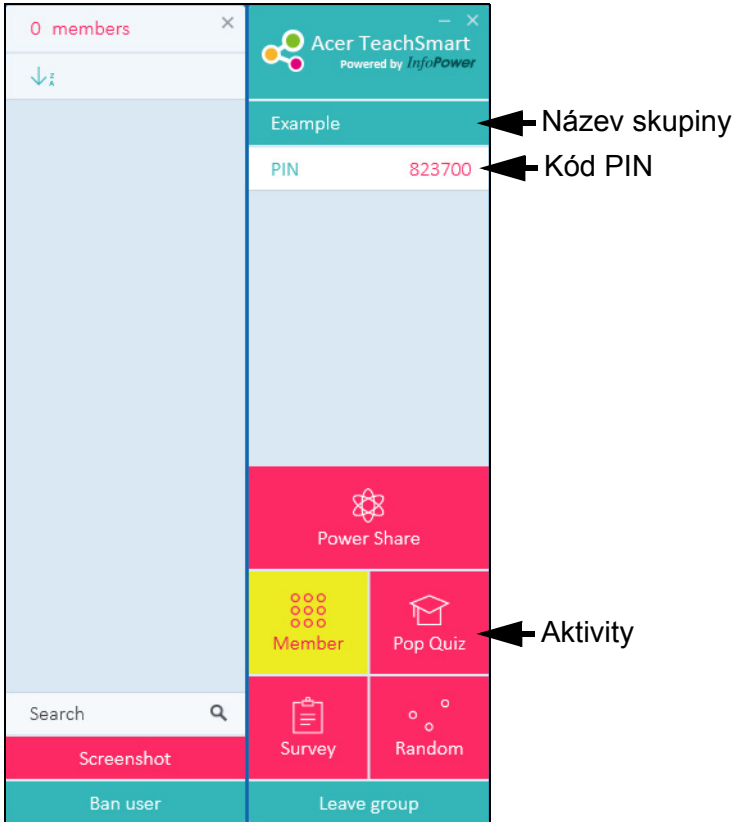 0 members
Acer TeachSmart
Powered by InfoPower
Example
Název skupiny
PIN 823700
Kód PIN
Power Share
Member
Pop Quiz
Aktivity
Search
Survey
Random
Screenshot
Ban user
Leave group